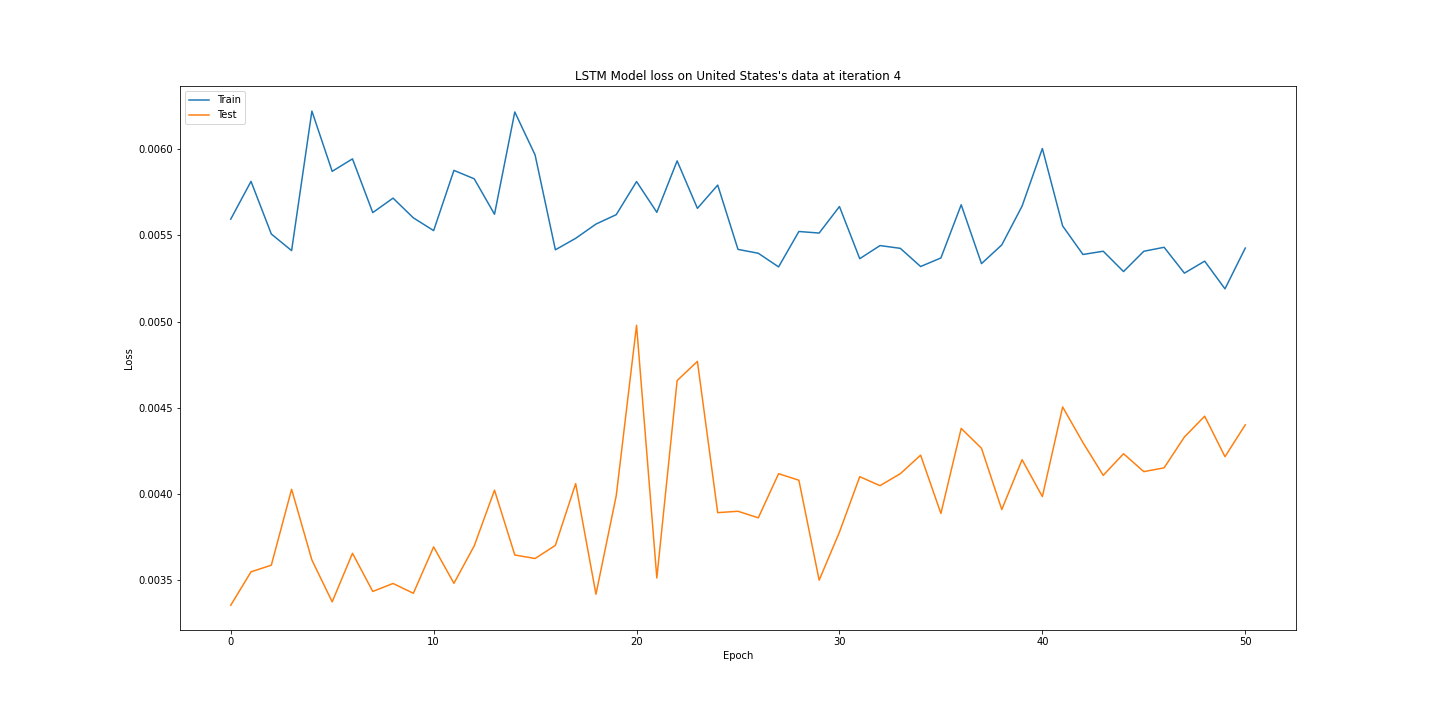 LSTM Model loss on United States's data at iteration 4
Train
Test
0.0060
0.0055
0.0050
0.0045
0.0040
0.0035
Loss
0 10 20 30 40 50
Epoch